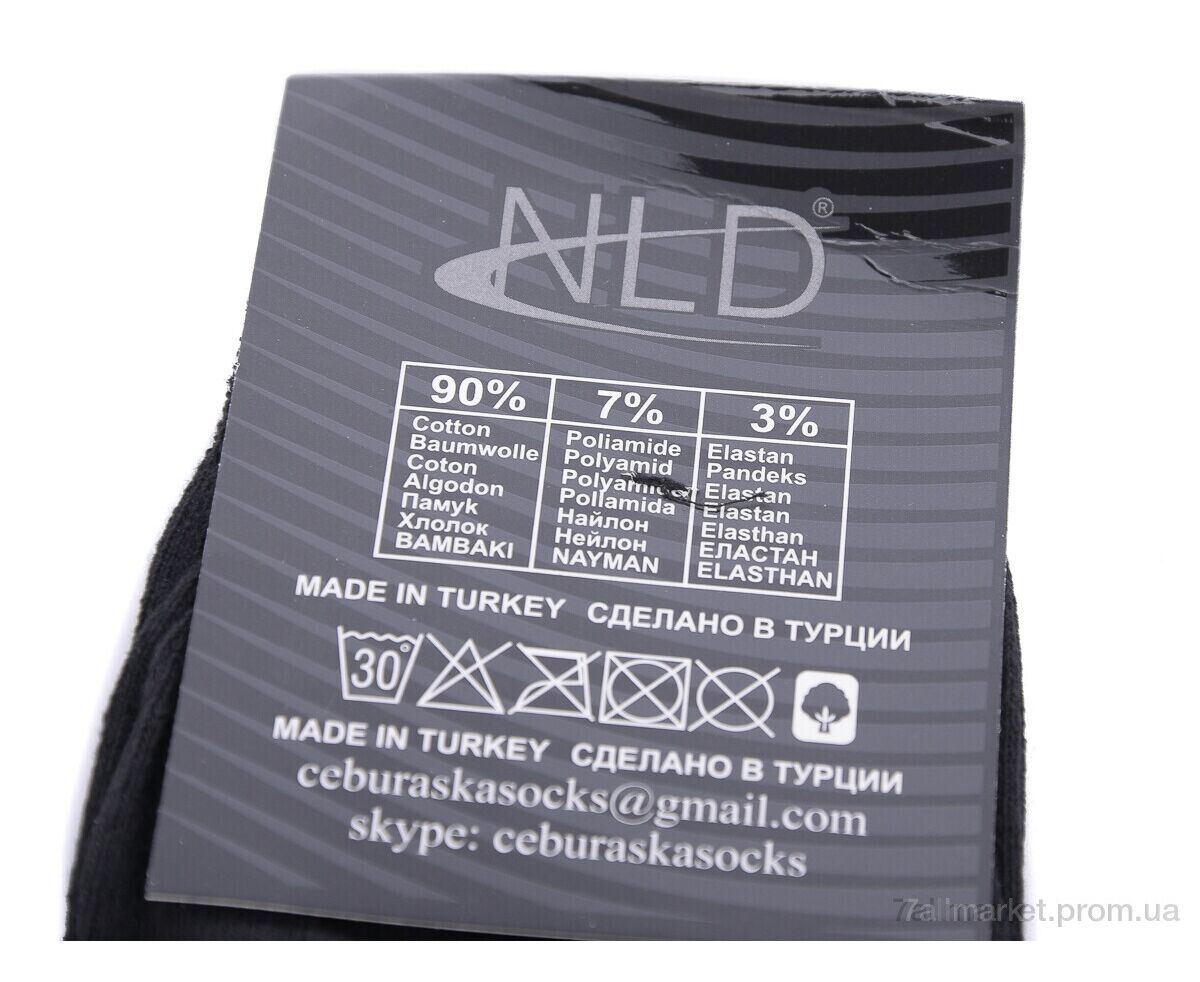 NLD®
90% 7% 3%
Cotton Poliamide Elastan
Baumwolle Polyamid Pandeks
Coton Elastan
Algodon Pollamida Elastan
Памук Найлон Elasthan
Хлолок Нейлон ЕЛАСТАН
BAMBAKI NAYMAN ELASTHAN
MADE IN TURKEY СДЕЛАНО В ТУРЦИИ
30°
MADE IN TURKEY СДЕЛАНО В ТУРЦИИ
ceburaskasocks@gmail.com
skype: ceburaskasocks
7allmarket.prom.ua